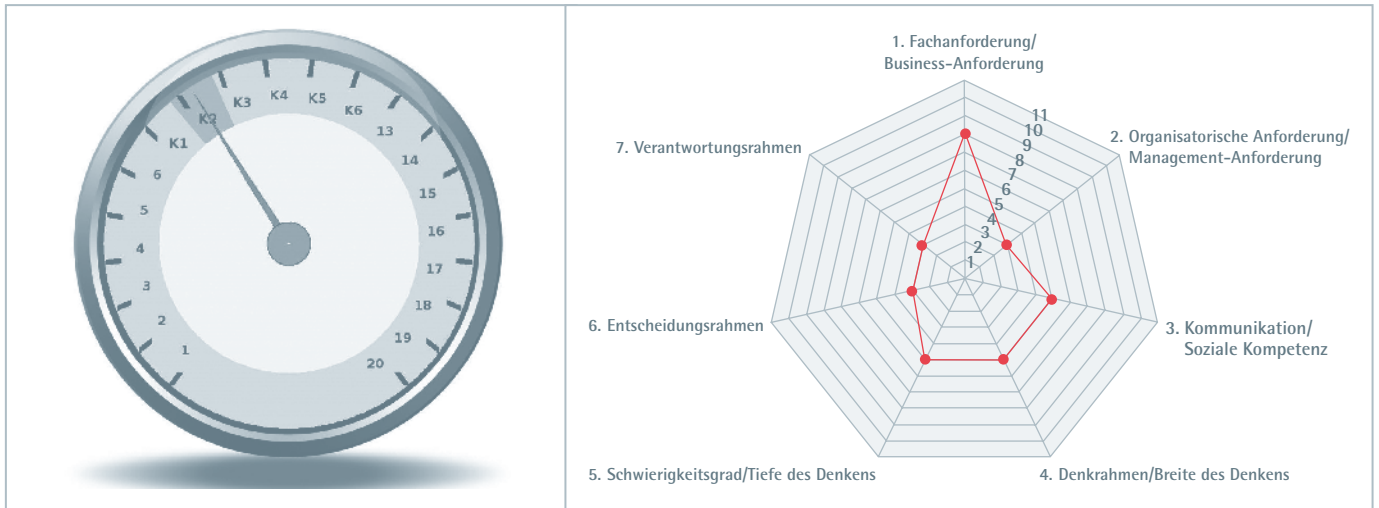 K1
K2
K3
K4
K5
K6
13
14
15
16
17
18
19
20
6
5
4
3
2
1
1. Fachanforderung/
Business-Anforderung
2. Organisatorische Anforderung/
Management-Anforderung
3. Kommunikation/
Soziale Kompetenz
4. Denkrahmen/Breite des Denkens
5. Schwierigkeitsgrad/Tiefe des Denkens
6. Entscheidungsrahmen
7. Verantwortungsrahmen
11
10
9
8
7
6
5
4
3
2
1